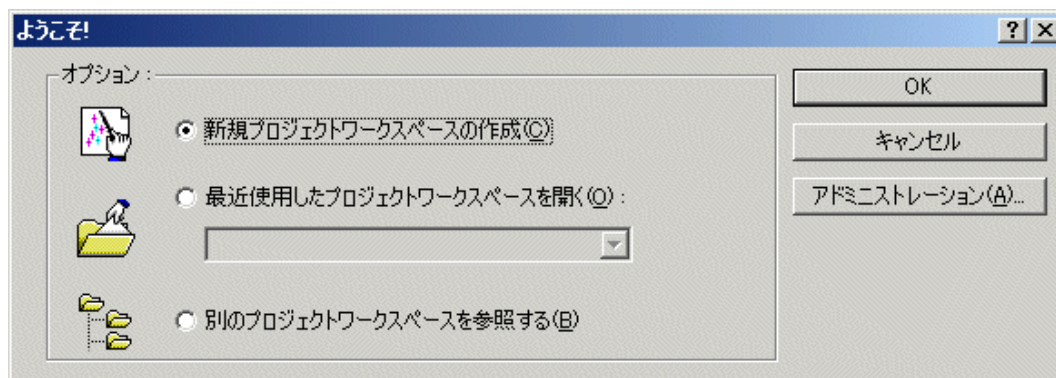 ようこそ!
オプション :
新規プロジェクトワークスペースの作成(C)
最近使用したプロジェクトワークスペースを開く(O) :
別のプロジェクトワークスペースを参照する(B)
OK
キャンセル
アドミニストレーション(A)...